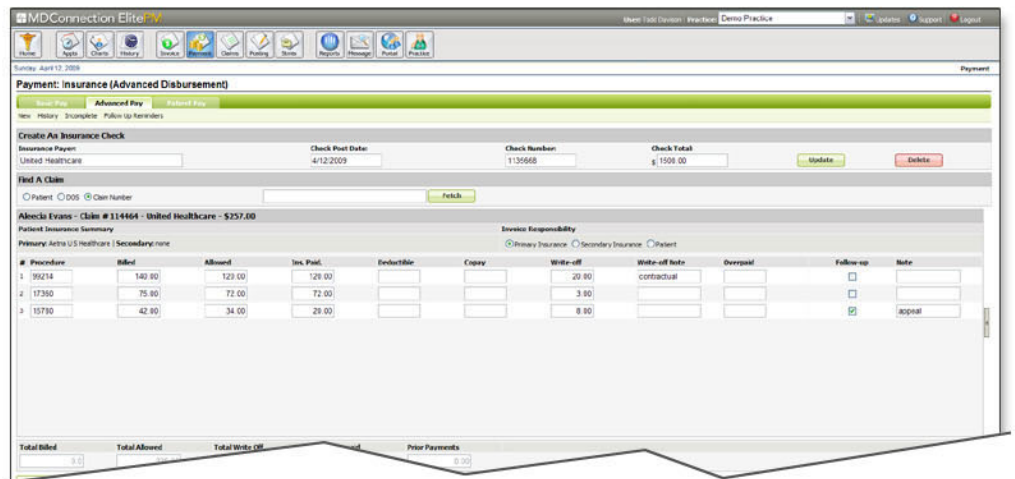 MDConnection ElitePM
User: Todd Davison Practice: Demo Practice Updates Support Logout
Home Appts Charts History Invoice Payment Claims Posting Stmts Reports Message Portal Practice
Sunday, April 12, 2009 Payment
Payment: Insurance (Advanced Disbursement)
Basic Pay Advanced Pay Patient Pay
New History Incomplete Follow Up Reminders
Create An Insurance Check
Insurance Payer: Check Post Date: Check Number: Check Total:
United Healthcare 4/12/2009 1135668 $ 1500.00 Update Delete
Find A Claim
Patient DOS Claim Number Fetch
Aleecia Evans - Claim #114464 - United Healthcare - $257.00
Patient Insurance Summary Invoice Responsibility
Primary: Aetna US Healthcare | Secondary: none Primary Insurance Secondary Insurance Patient
# Procedure Billed Allowed Ins. Paid. Deductible Copay Write-off Write-off Note Overpaid Follow-up Note
1 99214 140.00 120.00 120.00 20.00 contractual
2 17360 75.00 72.00 72.00 3.00
3 15780 42.00 34.00 20.00 8.00 appeal
Total Billed Total Allowed Total Write Off Prior Payments
0.00